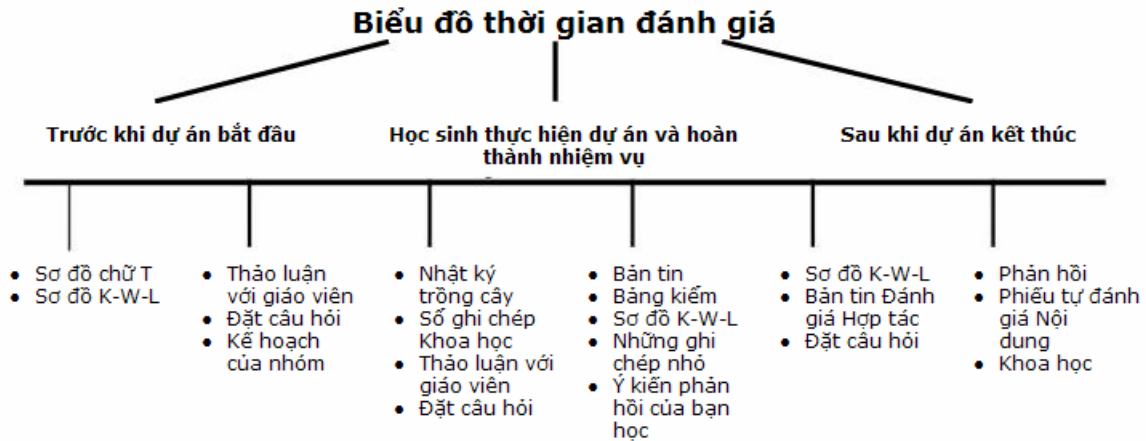 Biểu đồ thời gian đánh giá
Trước khi dự án bắt đầu
Học sinh thực hiện dự án và hoàn
thành nhiệm vụ
Sau khi dự án kết thúc
• Sơ đồ chữ T
• Sơ đồ K-W-L
• Thảo luận
với giáo viên
• Đặt câu hỏi
• Kế hoạch
của nhóm
• Nhật ký
trồng cây
• Sổ ghi chép
Khoa học
• Thảo luận với
giáo viên
• Đặt câu hỏi
• Bản tin
• Bảng kiểm
• Sơ đồ K-W-L
• Những ghi
chép nhỏ
• Ý kiến phản
hồi của bạn
học
• Sơ đồ K-W-L
• Bản tin Đánh
giá Hợp tác
• Đặt câu hỏi
• Phản hồi
• Phiếu tự đánh
giá Nội
dung
• Khoa học